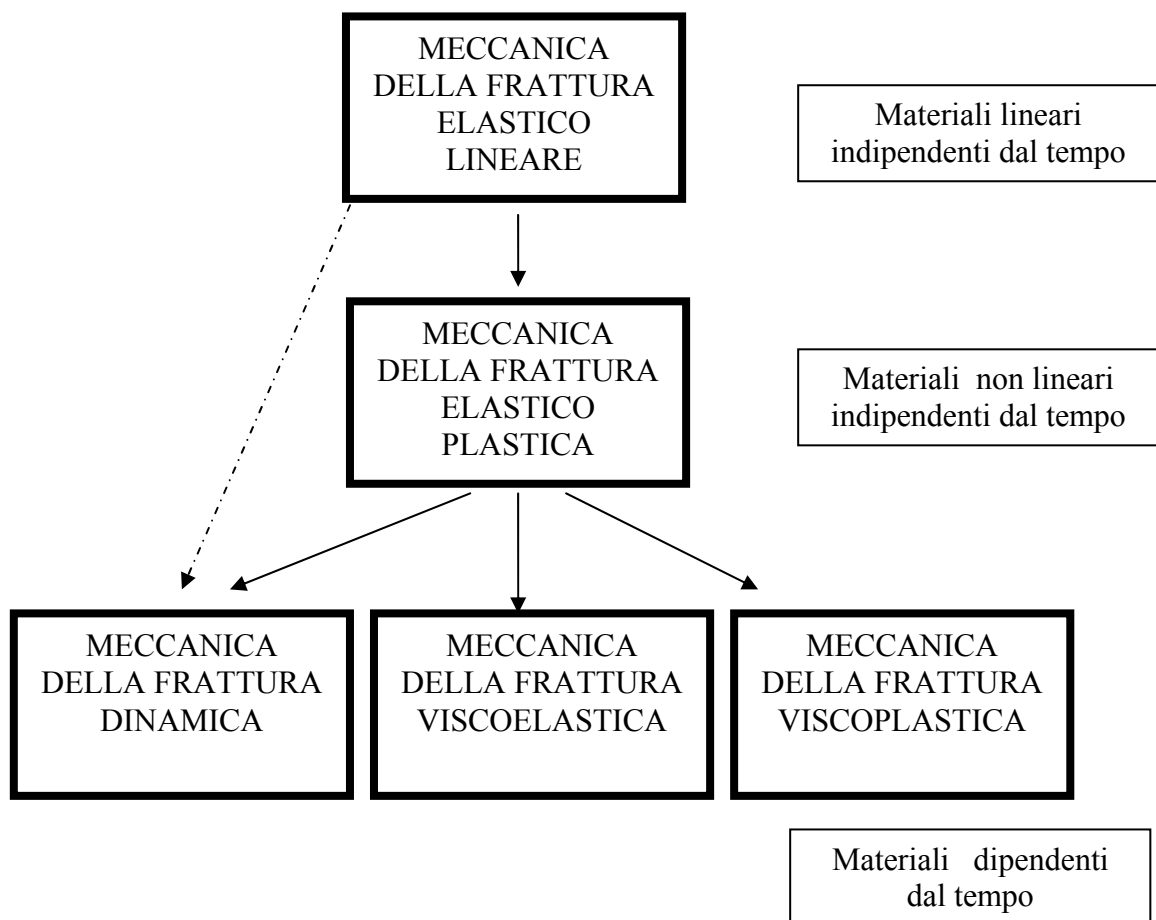 MECCANICA
DELLA FRATTURA
ELASTICO
LINEARE
Materiali lineari
indipendenti dal tempo
MECCANICA
DELLA FRATTURA
ELASTICO
PLASTICA
Materiali non lineari
indipendenti dal tempo
MECCANICA
DELLA FRATTURA
DINAMICA
MECCANICA
DELLA FRATTURA
VISCOELASTICA
MECCANICA
DELLA FRATTURA
VISCOPLASTICA
Materiali dipendenti
dal tempo